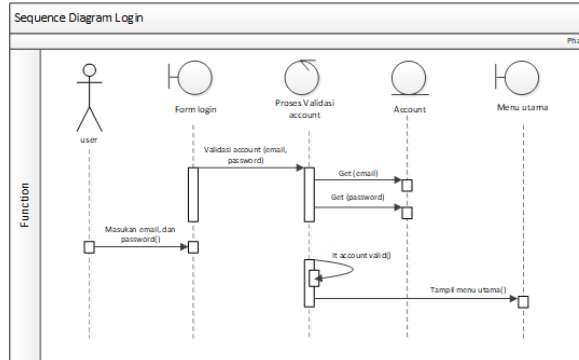 Sequence Diagram Login
Pha
Function
user
Form login
Proses Validasi
account
Account
Menu utama
Validasi account (email,
password)
Get (email)
Get (password)
Masukan email, dan
password()
It account valid()
Tampil menu utama()